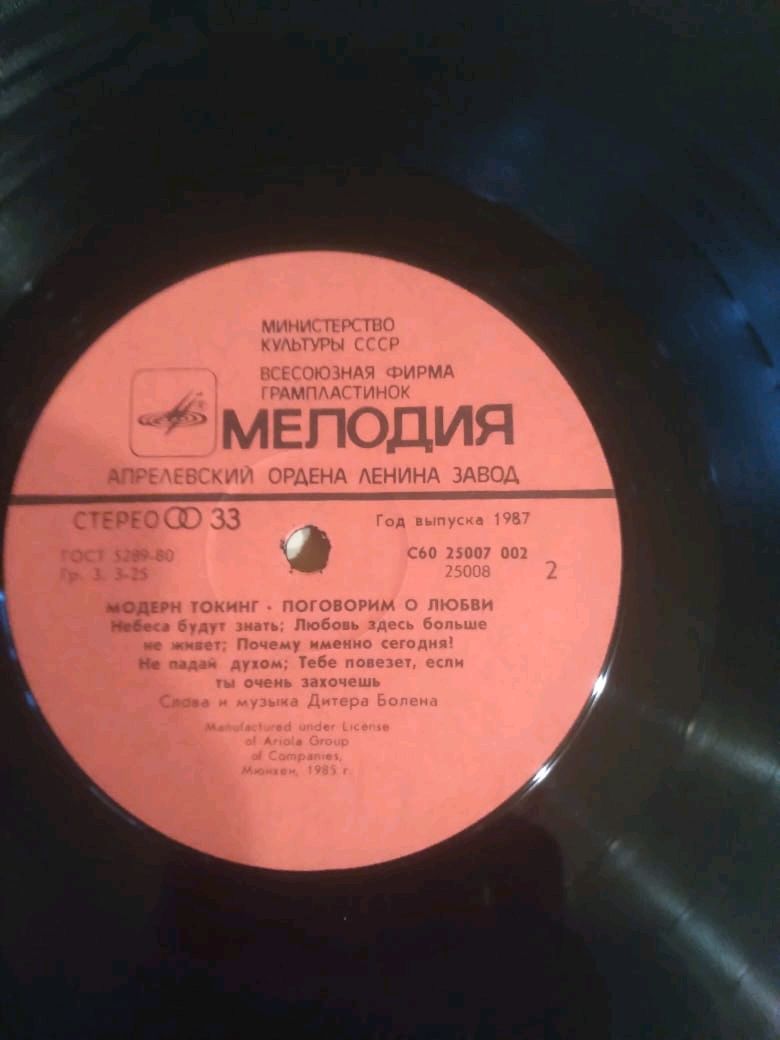 МИНИСТЕРСТВО
КУЛЬТУРЫ СССР
ВСЕСОЮЗНАЯ ФИРМА
ГРАМПЛАСТИНОК
МЕЛОДИЯ
АПРЕЛЕВСКИЙ ОРДЕНА ЛЕНИНА ЗАВОД
СТЕРЕО 33 Год выпуска 1987
ГОСТ 5289-80 С60 25007 002
Гр. 3. 3-25 25008 2
МОДЕРН ТОКИНГ · ПОГОВОРИМ О ЛЮБВИ
Небеса будут знать; Любовь здесь больше
не живет; Почему именно сегодня!
Не падай духом; Тебе повезет, если
ты очень захочешь
Слова и музыка Дитера Болена
Manufactured under License
of Ariola Group
of Companies,
Мюнхен, 1985 г.